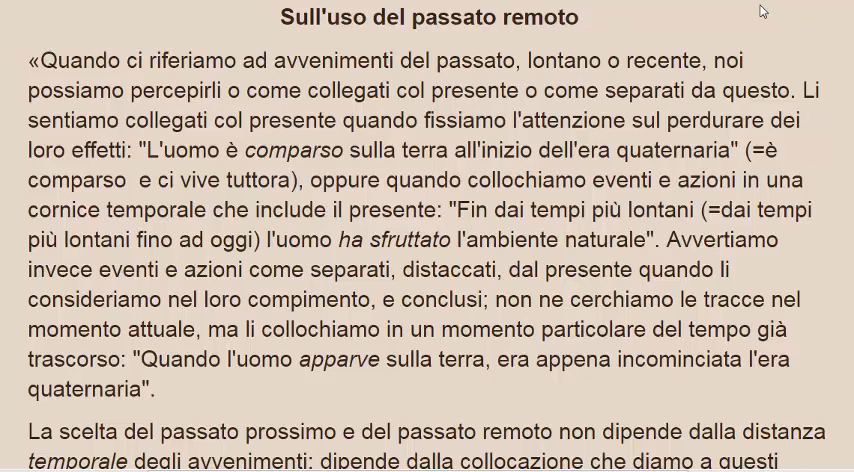 Sull'uso del passato remoto
«Quando ci riferiamo ad avvenimenti del passato, lontano o recente, noi
possiamo percepirli o come collegati col presente o come separati da questo. Li
sentiamo collegati col presente quando fissiamo l'attenzione sul perdurare dei
loro effetti: "L'uomo è comparso sulla terra all'inizio dell'era quaternaria" (=è
comparso  e ci vive tuttora), oppure quando collochiamo eventi e azioni in una
cornice temporale che include il presente: "Fin dai tempi più lontani (=dai tempi
più lontani fino ad oggi) l'uomo ha sfruttato l'ambiente naturale". Avvertiamo
invece eventi e azioni come separati, distaccati, dal presente quando li
consideriamo nel loro compimento, e conclusi; non ne cerchiamo le tracce nel
momento attuale, ma li collochiamo in un momento particolare del tempo già
trascorso: "Quando l'uomo apparve sulla terra, era appena incominciata l'era
quaternaria".
La scelta del passato prossimo e del passato remoto non dipende dalla distanza
temporale degli avvenimenti: dipende dalla collocazione che diamo a questi